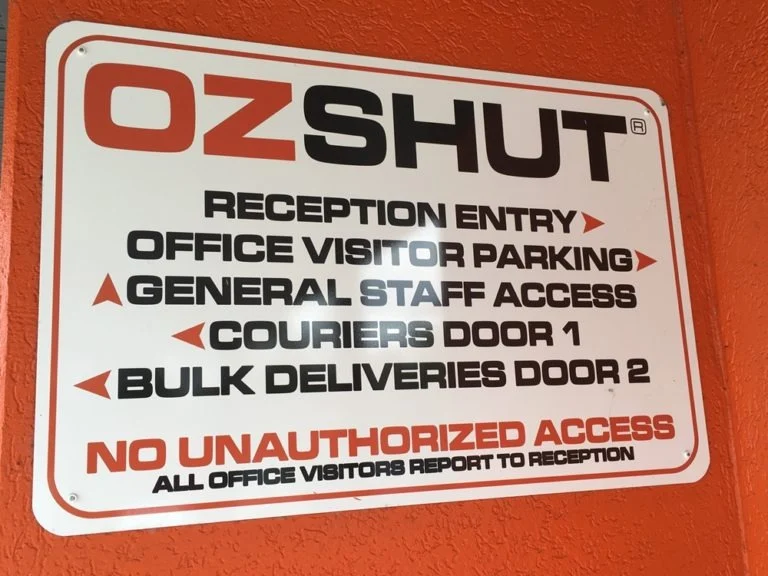 OZSHUT®
RECEPTION ENTRY
OFFICE VISITOR PARKING
GENERAL STAFF ACCESS
COURIERS DOOR 1
BULK DELIVERIES DOOR 2
NO UNAUTHORIZED ACCESS
ALL OFFICE VISITORS REPORT TO RECEPTION